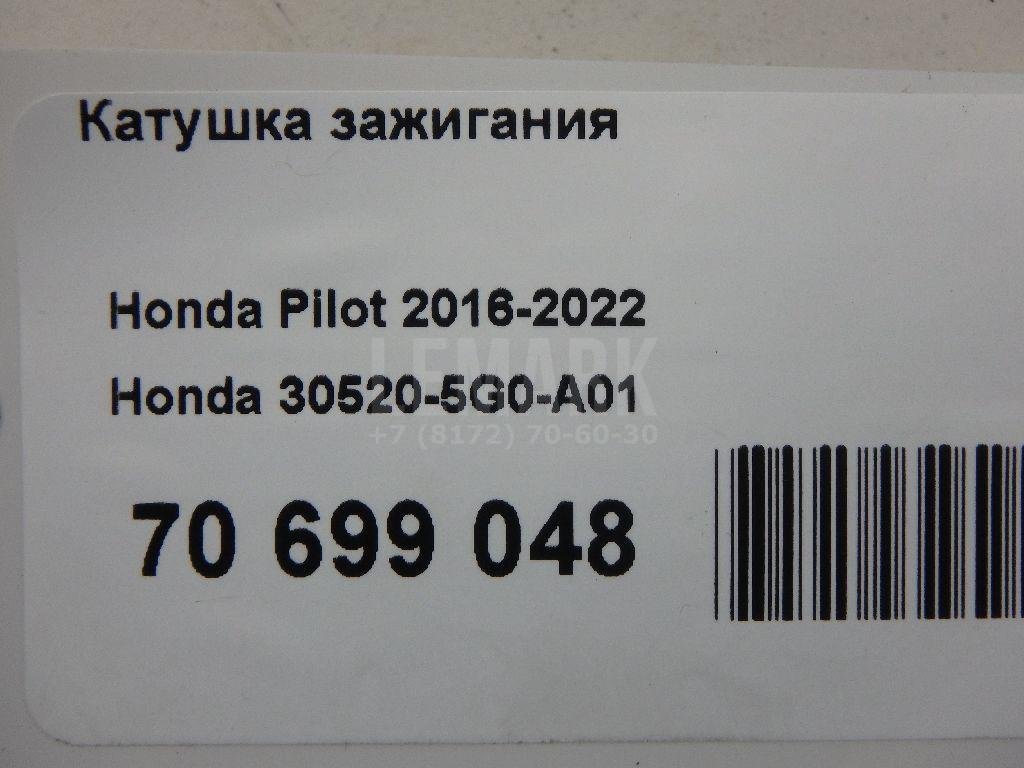 Катушка зажигания
Honda Pilot 2016-2022
LEMARK
Honda 30520-5G0-A01
+7 (8172) 70-60-30
70 699 048